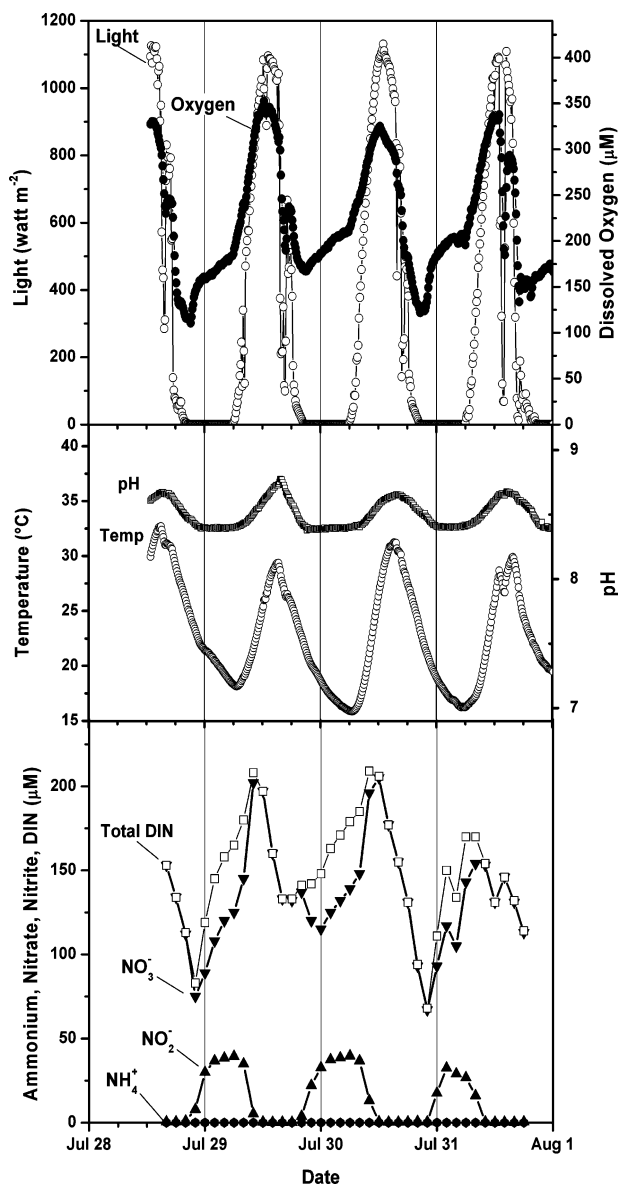 1200
1000
800
600
400
200
0
Light (watt m-2)
400
350
300
250
200
150
100
50
0
Dissolved Oxygen (µM)
Light
Oxygen
40
35
30
25
20
15
Temperature (°C)
9
8
7
pH
pH
Temp
200
150
100
50
0
Ammonium, Nitrate, Nitrite, DIN (µM)
Total DIN
NO3-
NO2-
NH4+
Jul 28
Jul 29
Jul 30
Jul 31
Aug 1
Date